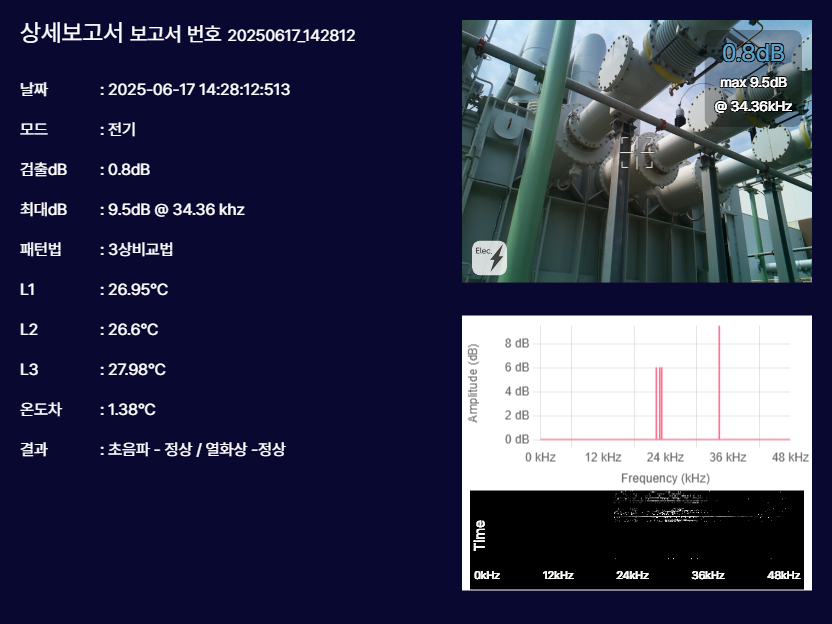 상세보고서 보고서 번호 20250617_142812
날짜 : 2025-06-17 14:28:12:513
모드 : 전기
검출dB : 0.8dB
최대dB : 9.5dB @ 34.36 khz
패턴법 : 3상비교법
L1 : 26.95℃
L2 : 26.6℃
L3 : 27.98℃
온도차 : 1.38℃
결과 : 초음파 - 정상 / 열화상 -정상
0.8dB
max 9.5dB
@ 34.36kHz
Elec.
Amplitude (dB)
8 dB
6 dB
4 dB
2 dB
0 dB
0 kHz 12 kHz 24 kHz 36 kHz 48 kHz
Frequency (kHz)
Time
0kHz 12kHz 24kHz 36kHz 48kHz